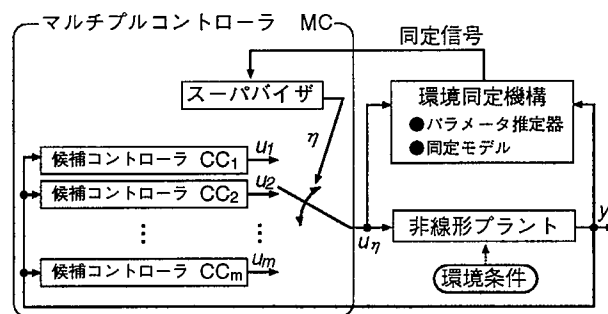 マルチプルコントローラ MC
同定信号
スーパバイザ
環境同定機構
●パラメータ推定器
●同定モデル
η
候補コントローラ CC1 u1
候補コントローラ CC2 u2
⋮ ⋮
候補コントローラ CCm um
uη
非線形プラント
y
環境条件